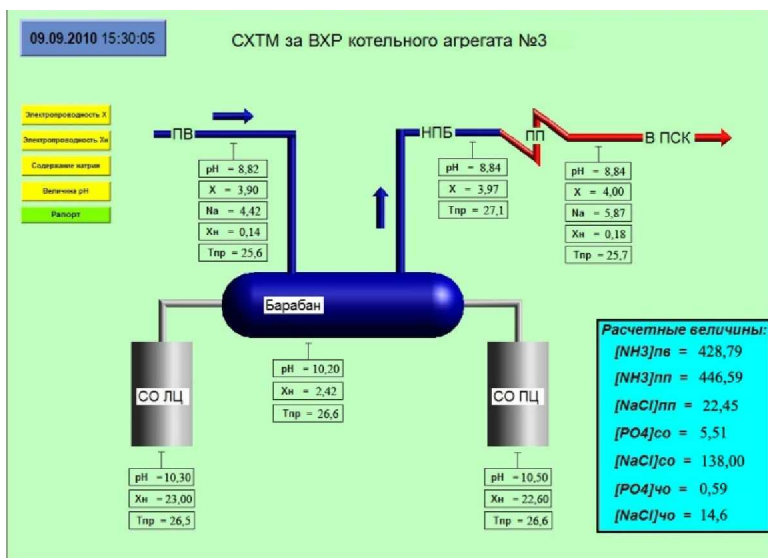 09.09.2010 15:30:05
СХТМ за ВХР котельного агрегата №3
Электропроводность Х
Электропроводность Хн
Содержание натрия
Величина рН
Рапорт
ПВ
НПБ
ПП
В ПСК
pH = 8,82
X = 3,90
Na = 4,42
Хн = 0,14
Тпр = 25,6
pH = 8,84
X = 3,97
Тпр = 27,1
pH = 8,84
X = 4,00
Na = 5,87
Хн = 0,18
Тпр = 25,7
Барабан
pH = 10,20
Хн = 2,42
Тпр = 26,6
СО ЛЦ
СО ПЦ
pH = 10,30
Хн = 23,00
Тпр = 26,5
pH = 10,50
Хн = 22,60
Тпр = 26,6
Расчетные величины:
[NH3]пв = 428,79
[NH3]пп = 446,59
[NaCl]пп = 22,45
[PO4]со = 5,51
[NaCl]со = 138,00
[PO4]чо = 0,59
[NaCl]чо = 14,6